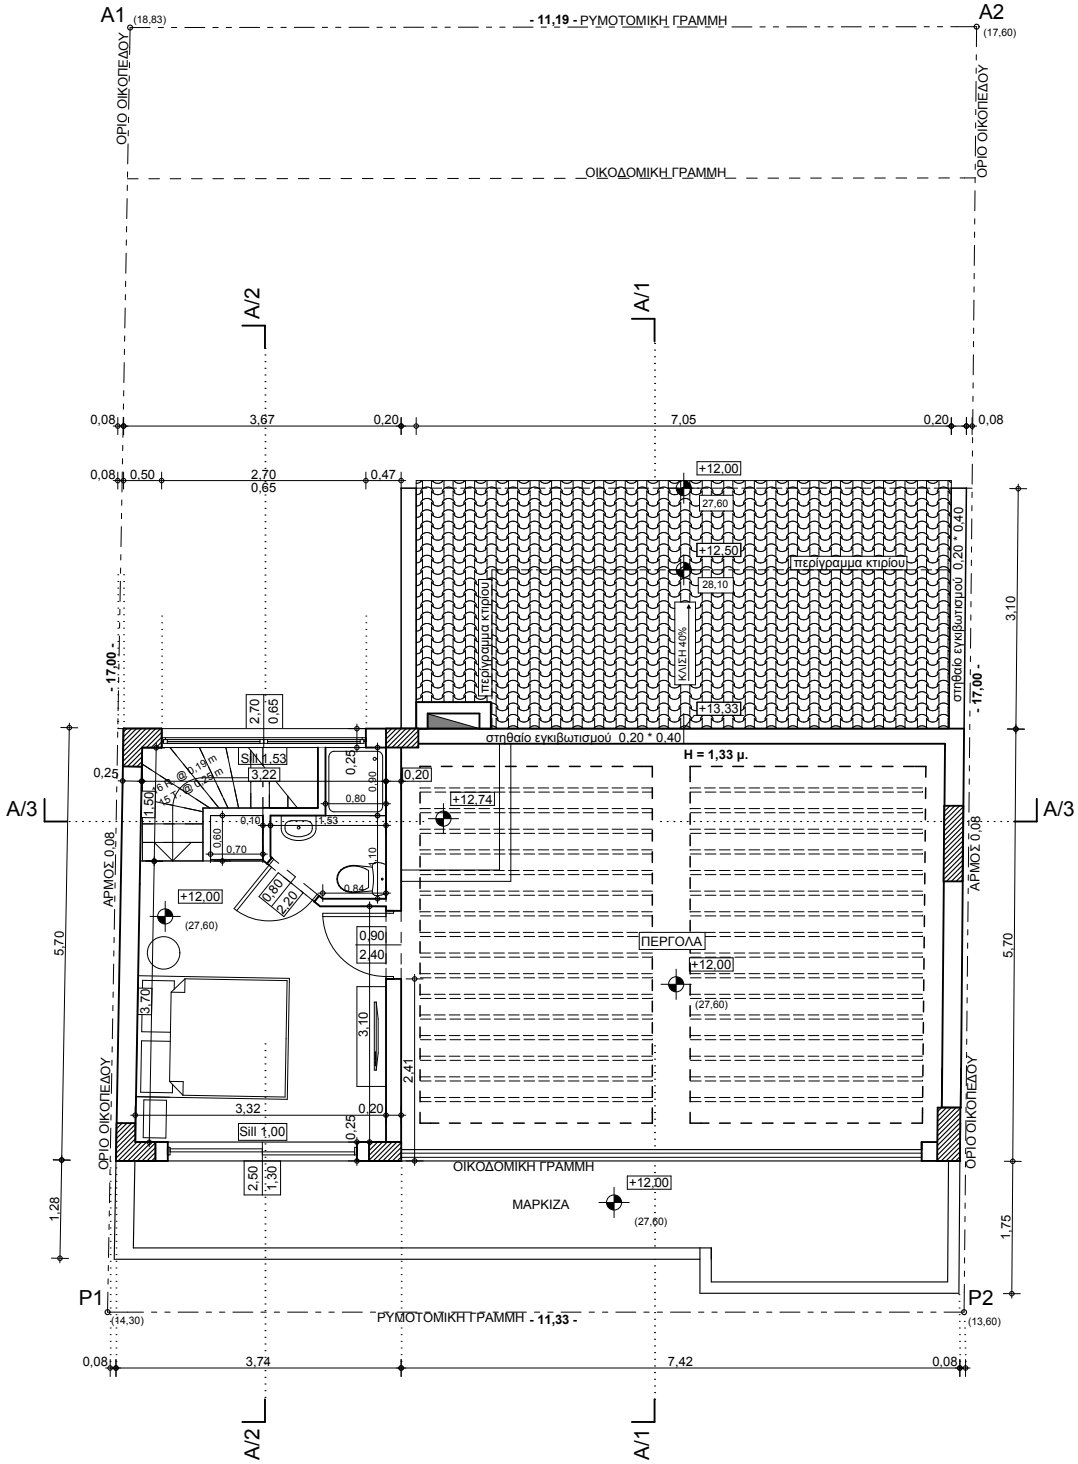 A1
(18,83)
- 11,19 - ΡΥΜΟΤΟΜΙΚΗ ΓΡΑΜΜΗ
A2
(17,60)
ΟΡΙΟ ΟΙΚΟΠΕΔΟΥ
ΟΡΙΟ ΟΙΚΟΠΕΔΟΥ
ΟΙΚΟΔΟΜΙΚΗ ΓΡΑΜΜΗ
A/2
A/1
0,08
3,67
0,20
7,05
0,20
0,08
0,08
0,50
2,70
0,65
0,47
+12,00
27,60
+12,50
28,10
περίγραμμα κτιρίου
περίγραμμα κτιρίου
ΚΛΙΣΗ 40%
στηθαίο εγκιβωτισμού 0,20 * 0,40
3,10
- 17,00 -
- 17,00 -
2,70
0,65
+13,33
στηθαίο εγκιβωτισμού 0,20 * 0,40
H = 1,33 μ.
Sill 1,53
0,25
3,22
0,25
0,20
0,90
16 R. @ 0,19 m
15 T. @ 0,25 m
1,50
0,80
+12,74
A/3
A/3
0,10
1,53
0,60
0,70
1,10
0,84
ΑΡΜΟΣ 0,08
ΑΡΜΟΣ 0,08
0,80
2,20
+12,00
(27,60)
0,90
2,40
ΠΕΡΓΟΛΑ
+12,00
(27,60)
5,70
5,70
3,70
3,10
2,41
3,32
0,20
0,25
Sill 1,00
ΟΡΙΟ ΟΙΚΟΠΕΔΟΥ
ΟΡΙΟ ΟΙΚΟΠΕΔΟΥ
2,50
1,30
ΟΙΚΟΔΟΜΙΚΗ ΓΡΑΜΜΗ
ΜΑΡΚΙΖΑ
+12,00
(27,60)
1,28
1,75
P1
(14,30)
ΡΥΜΟΤΟΜΙΚΗ ΓΡΑΜΜΗ - 11,33 -
P2
(13,60)
0,08
3,74
7,42
0,08
A/2
A/1